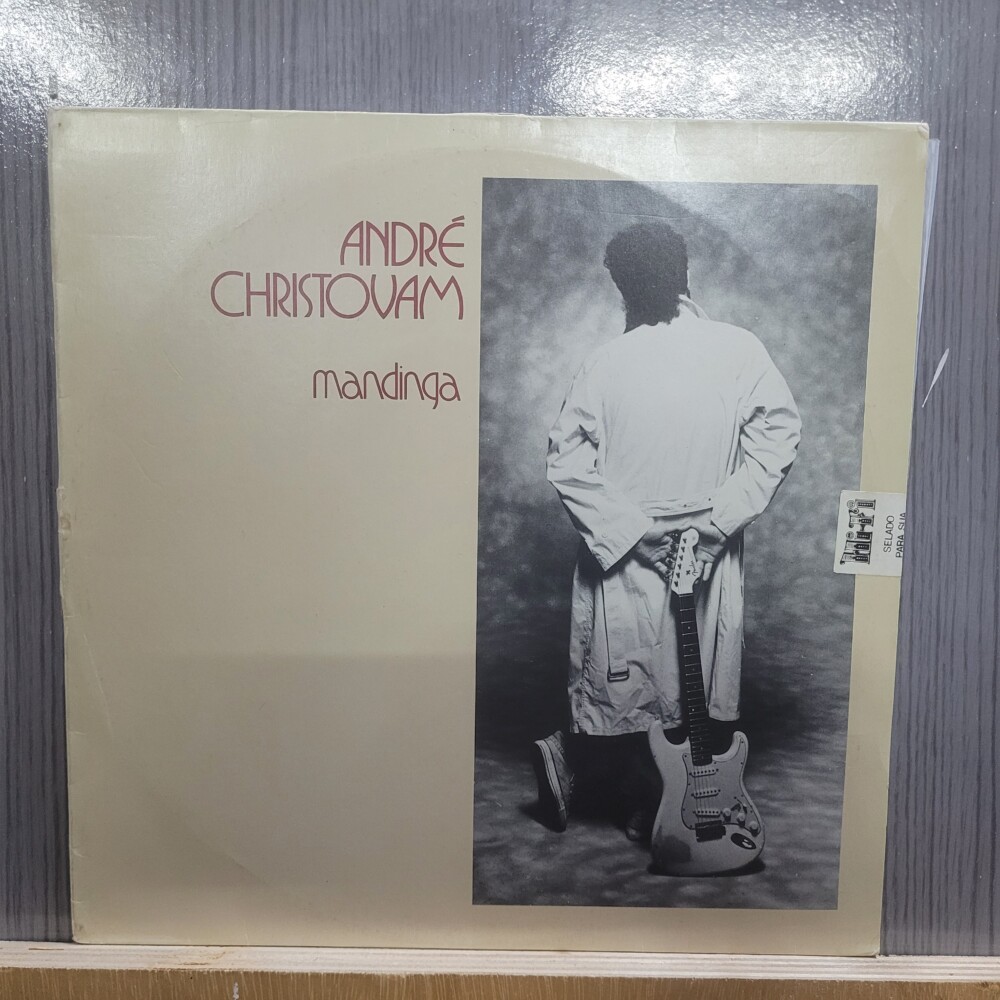 ANDRÉ
CHRISTOVAM
mandinga
SELADO
PARA SUA